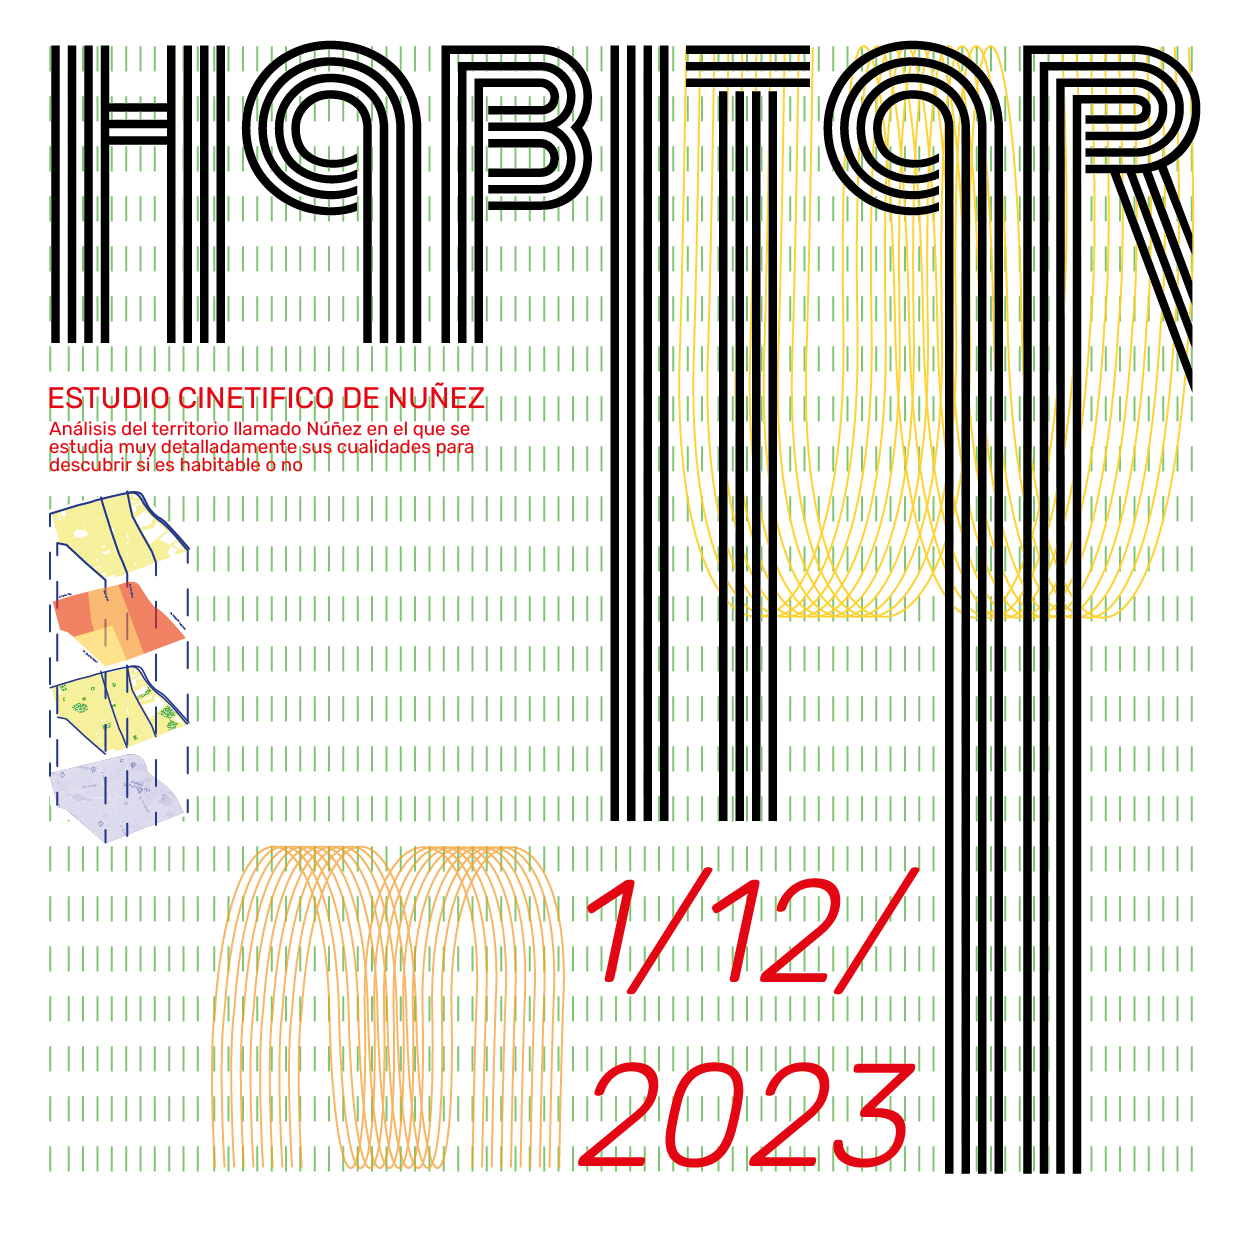 HABITAR
ESTUDIO CINETIFICO DE NUÑEZ
Análisis del territorio llamado Núñez en el que se
estudia muy detalladamente sus cualidades para
descubrir si es habitable o no
1/12/
2023